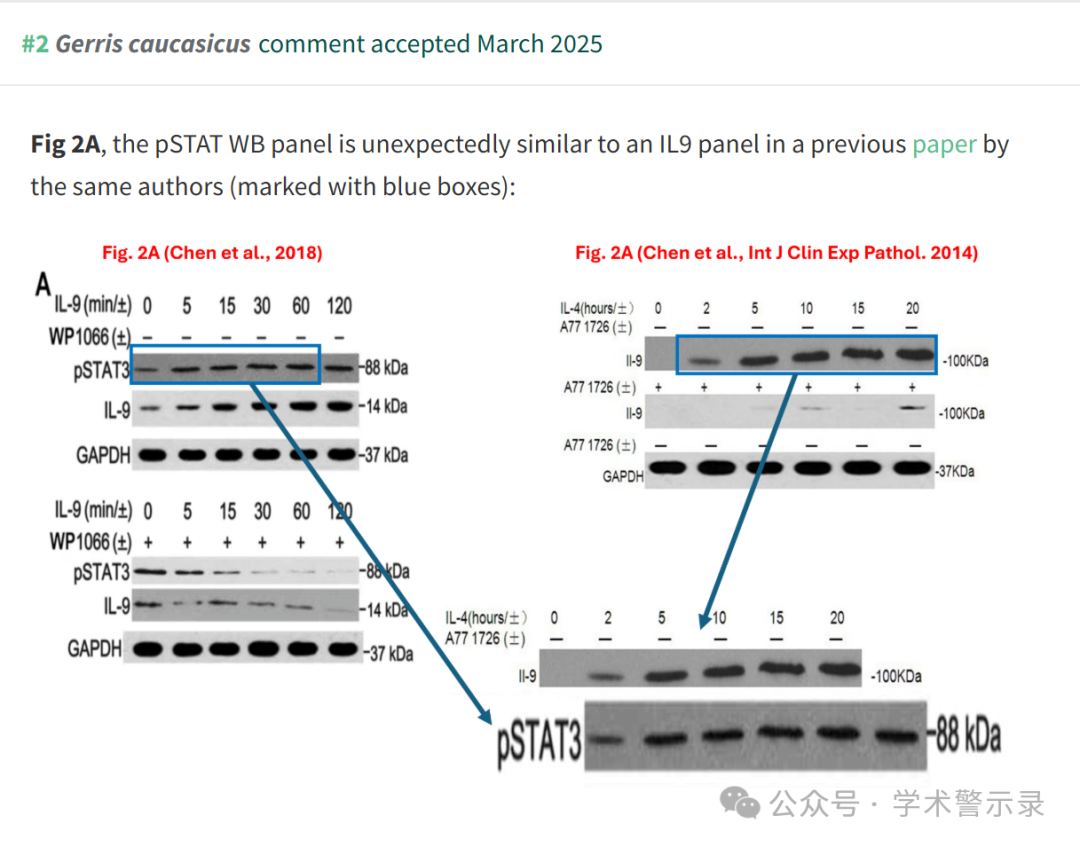 #2 Gerris caucasicus comment accepted March 2025
Fig 2A, the pSTAT WB panel is unexpectedly similar to an IL9 panel in a previous paper by
the same authors (marked with blue boxes):
Fig. 2A (Chen et al., 2018)
A
IL-9 (min/±) 0 5 15 30 60 120
WP1066 (±) – – – – – –
pSTAT3 -88 kDa
IL-9 -14 kDa
GAPDH -37 kDa
IL-9 (min/±) 0 5 15 30 60 120
WP1066 (±) + + + + + +
pSTAT3 -88 kDa
IL-9 -14 kDa
GAPDH -37 kDa
Fig. 2A (Chen et al., Int J Clin Exp Pathol. 2014)
IL-4(hours/±) 0 2 5 10 15 20
A77 1726 (±) – – – – – –
Il-9 -100KDa
A77 1726 (±) + + + + + +
Il-9 -100KDa
A77 1726 (±) – – – – – –
GAPDH -37KDa
IL-4(hours/±) 0 2 5 10 15 20
A77 1726 (±) – – – – – –
Il-9 -100KDa
pSTAT3 -88 kDa
公众号 · 学术警示录